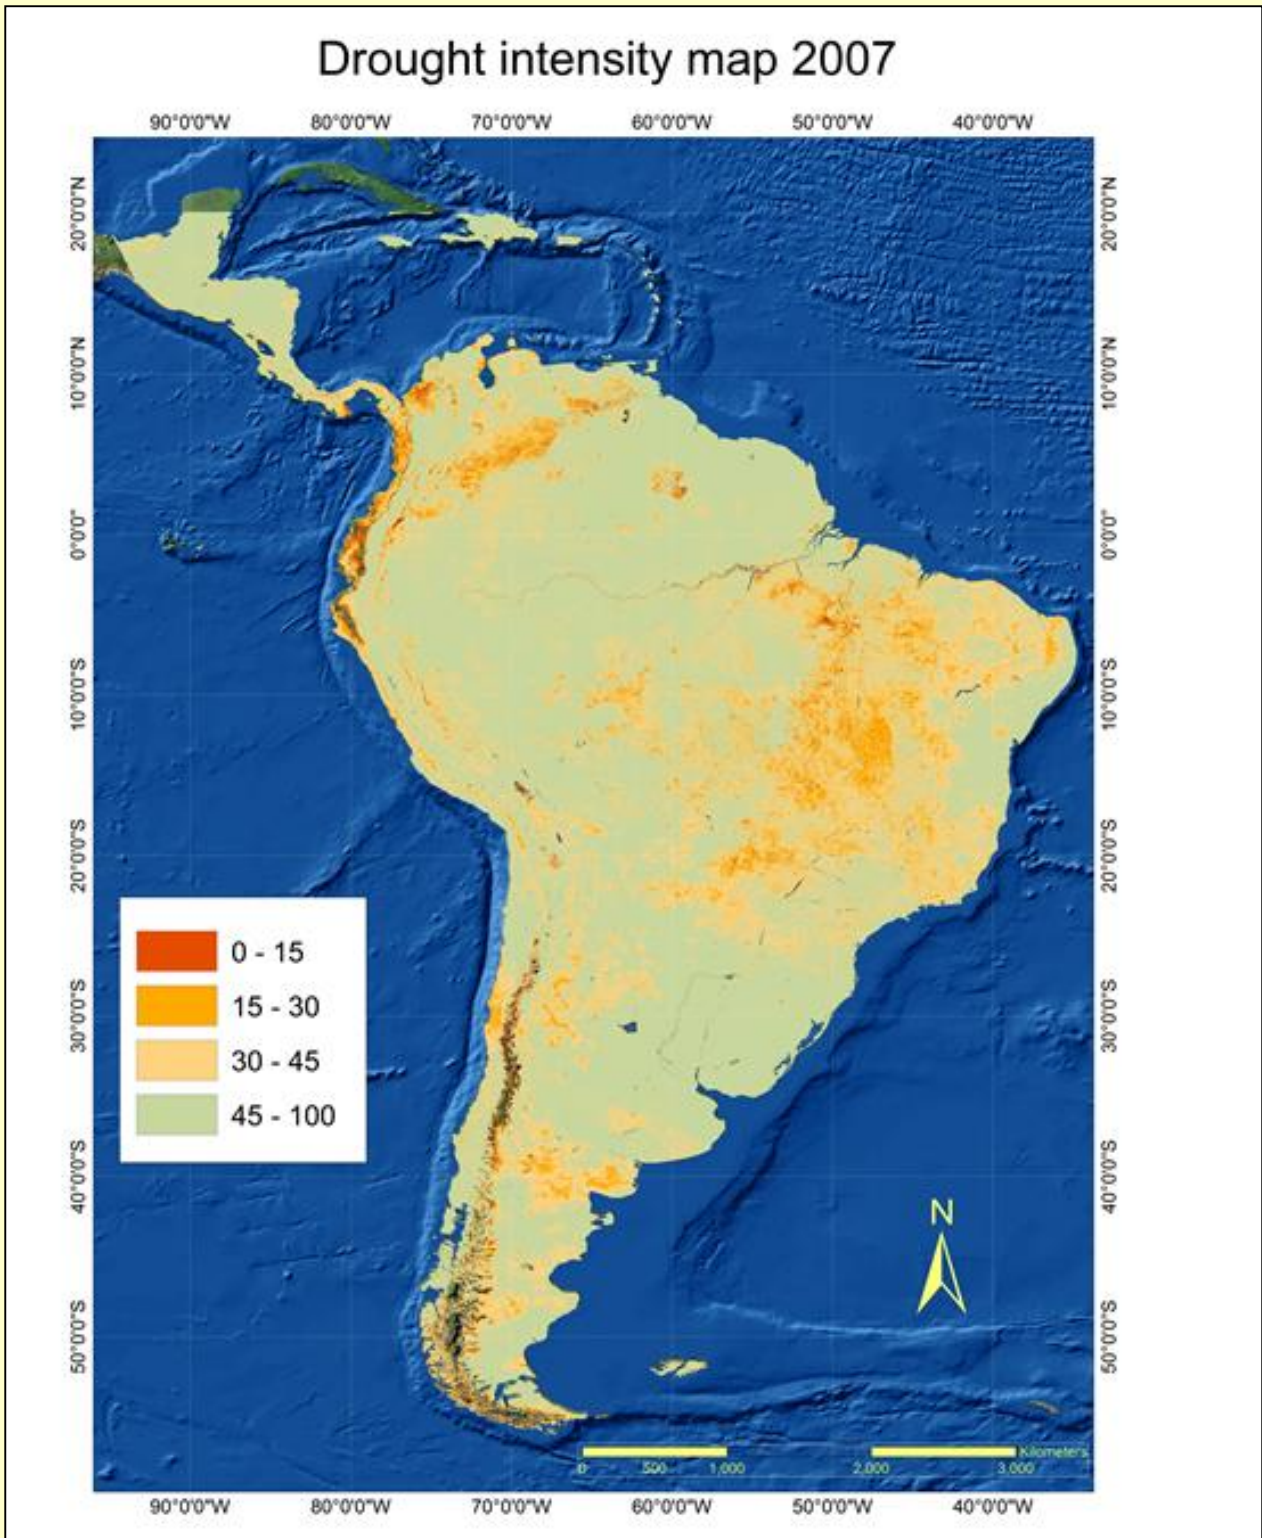 Drought intensity map 2007
90°0'0"W 80°0'0"W 70°0'0"W 60°0'0"W 50°0'0"W 40°0'0"W
20°0'0"N 20°0'0"N
10°0'0"N 10°0'0"N
0°0'0" 0°0'0"
10°0'0"S 10°0'0"S
20°0'0"S 20°0'0"S
0 - 15
15 - 30
30 - 45
45 - 100
30°0'0"S 30°0'0"S
40°0'0"S 40°0'0"S
N
50°0'0"S 50°0'0"S
Kilometers
0 500 1,000 2,000 3,000
90°0'0"W 80°0'0"W 70°0'0"W 60°0'0"W 50°0'0"W 40°0'0"W